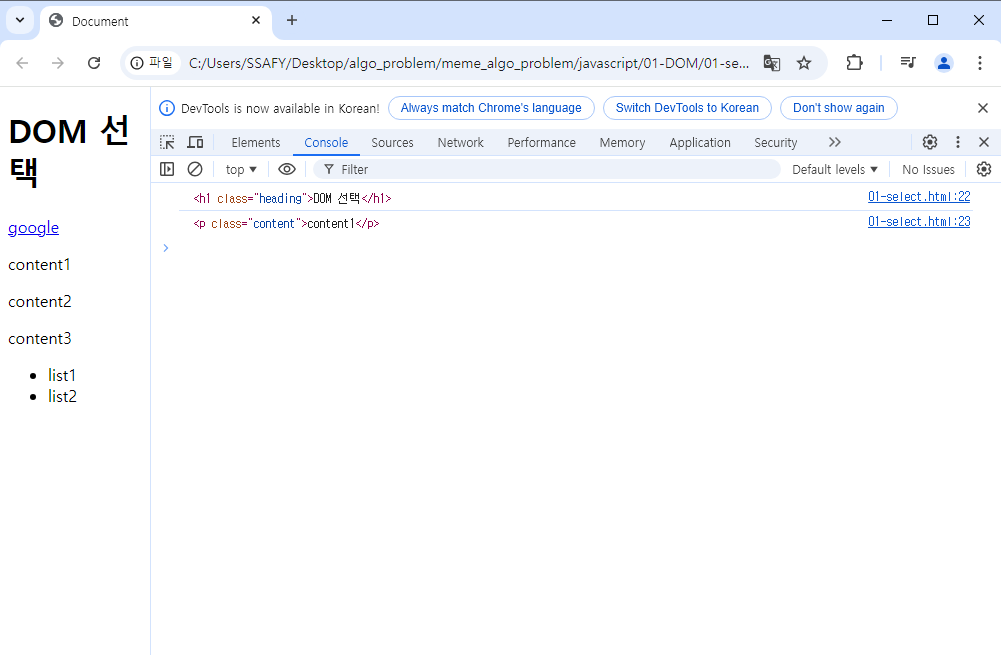 Document
파일
C:/Users/SSAFY/Desktop/algo_problem/meme_algo_problem/javascript/01-DOM/01-se...
DOM 선
택
google
content1
content2
content3
list1
list2
DevTools is now available in Korean!
Always match Chrome's language
Switch DevTools to Korean
Don't show again
Elements
Console
Sources
Network
Performance
Memory
Application
Security
top
Filter
Default levels
No Issues
<h1 class="heading">DOM 선택</h1>
01-select.html:22
<p class="content">content1</p>
01-select.html:23